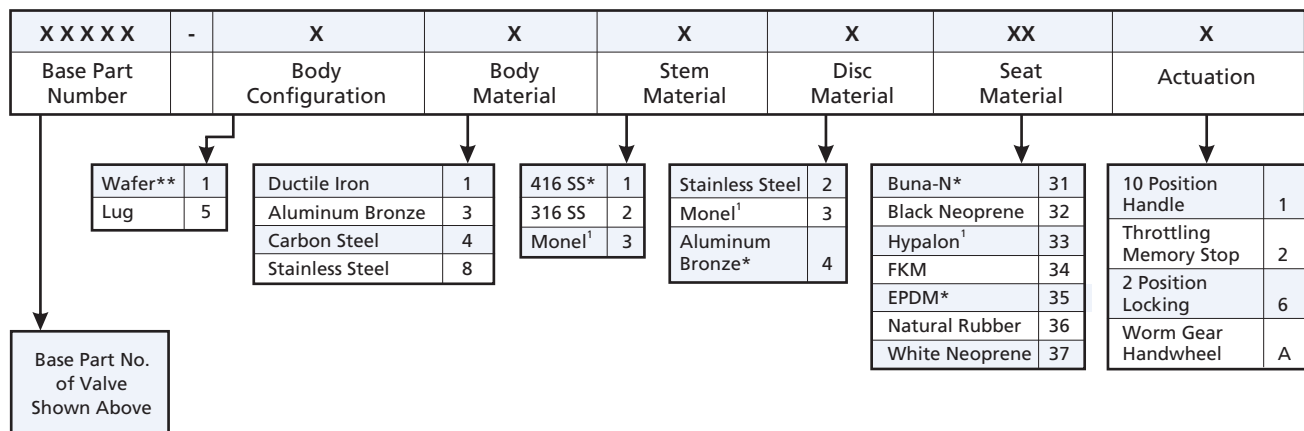 X X X X X - X X X X XX X
Base Part Number Body Configuration Body Material Stem Material Disc Material Seat Material Actuation
Wafer** 1
Lug 5
Ductile Iron 1
Aluminum Bronze 3
Carbon Steel 4
Stainless Steel 8
416 SS* 1
316 SS 2
Monel¹ 3
Stainless Steel 2
Monel¹ 3
Aluminum
Bronze* 4
Buna-N* 31
Black Neoprene 32
Hypalon¹ 33
FKM 34
EPDM* 35
Natural Rubber 36
White Neoprene 37
10 Position
Handle 1
Throttling
Memory Stop 2
2 Position
Locking 6
Worm Gear
Handwheel A
Base Part No.
of Valve
Shown Above